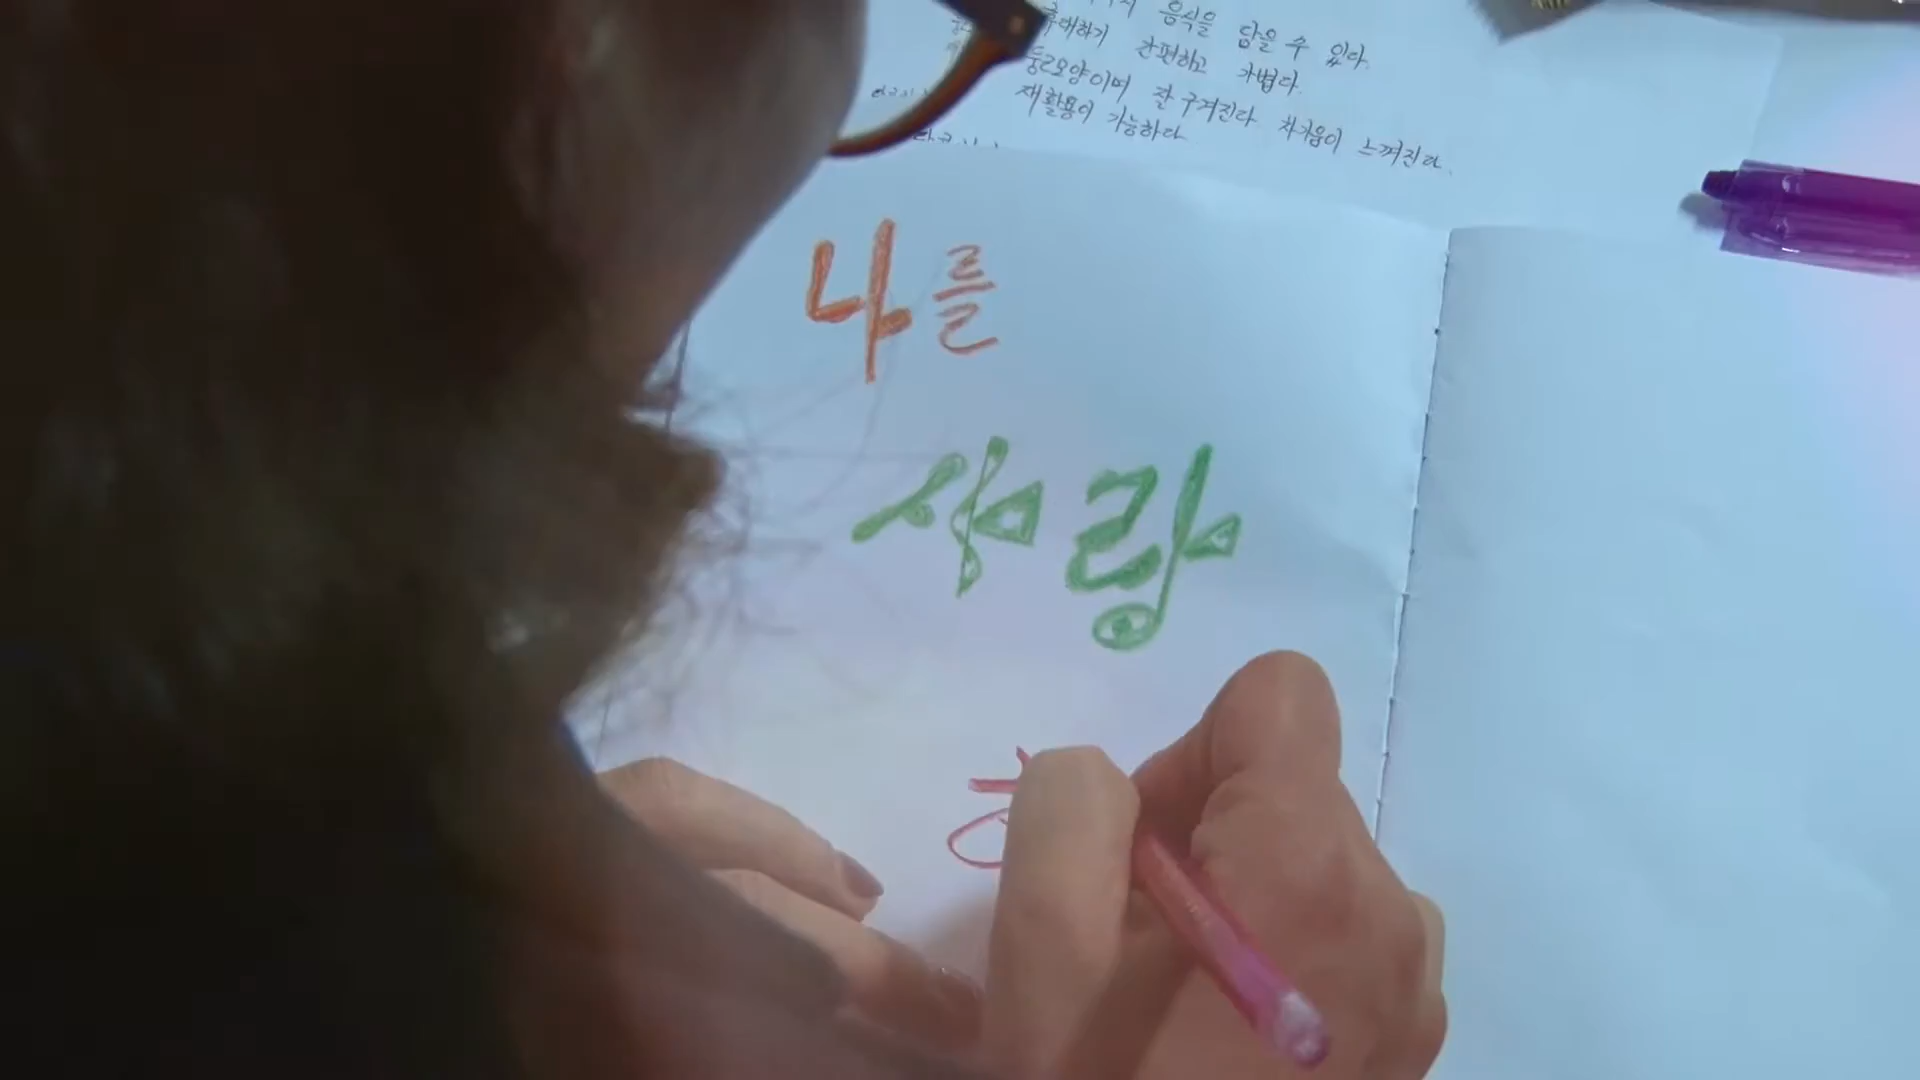 음식을 담을 수 있다.
휴대하기 간편하고 가볍다.
둥근모양이며 잘 구겨진다 차가움이 느껴진다.
재활용이 가능하다
나를
사랑